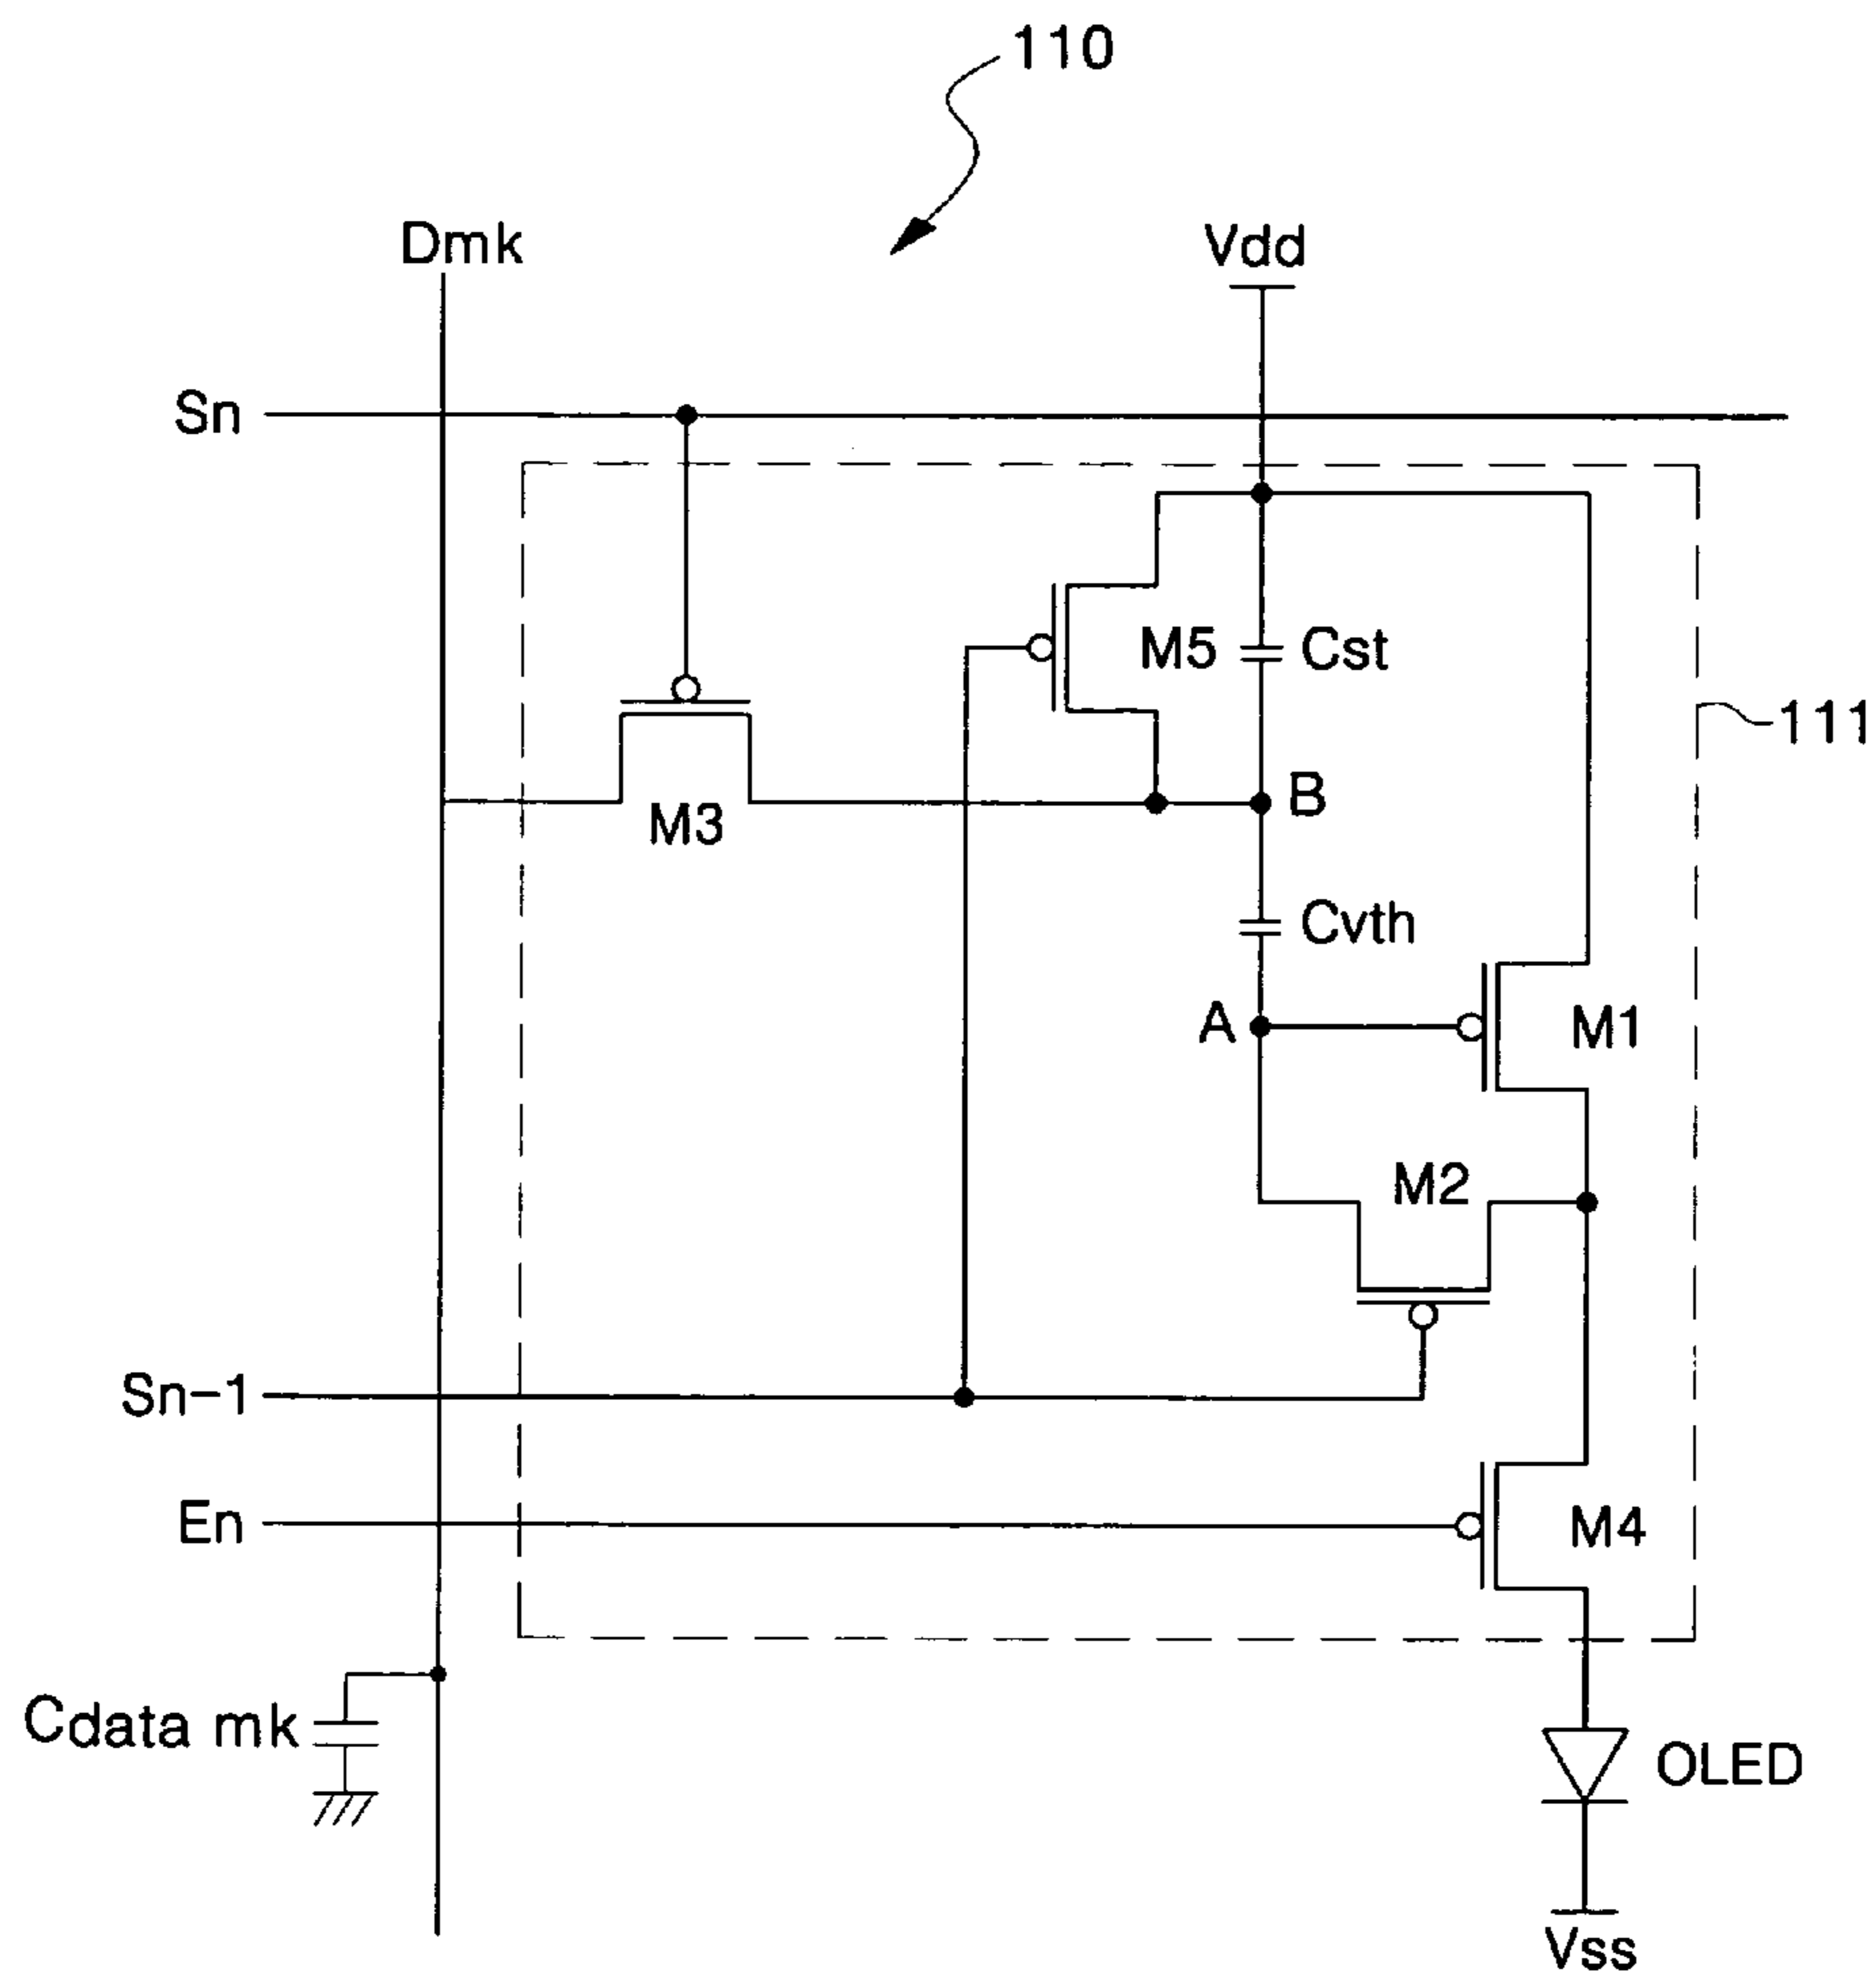 110
Dmk
Vdd
Sn
M5
Cst
111
B
M3
Cvth
A
M1
M2
Sn-1
En
M4
Cdata mk
OLED
Vss